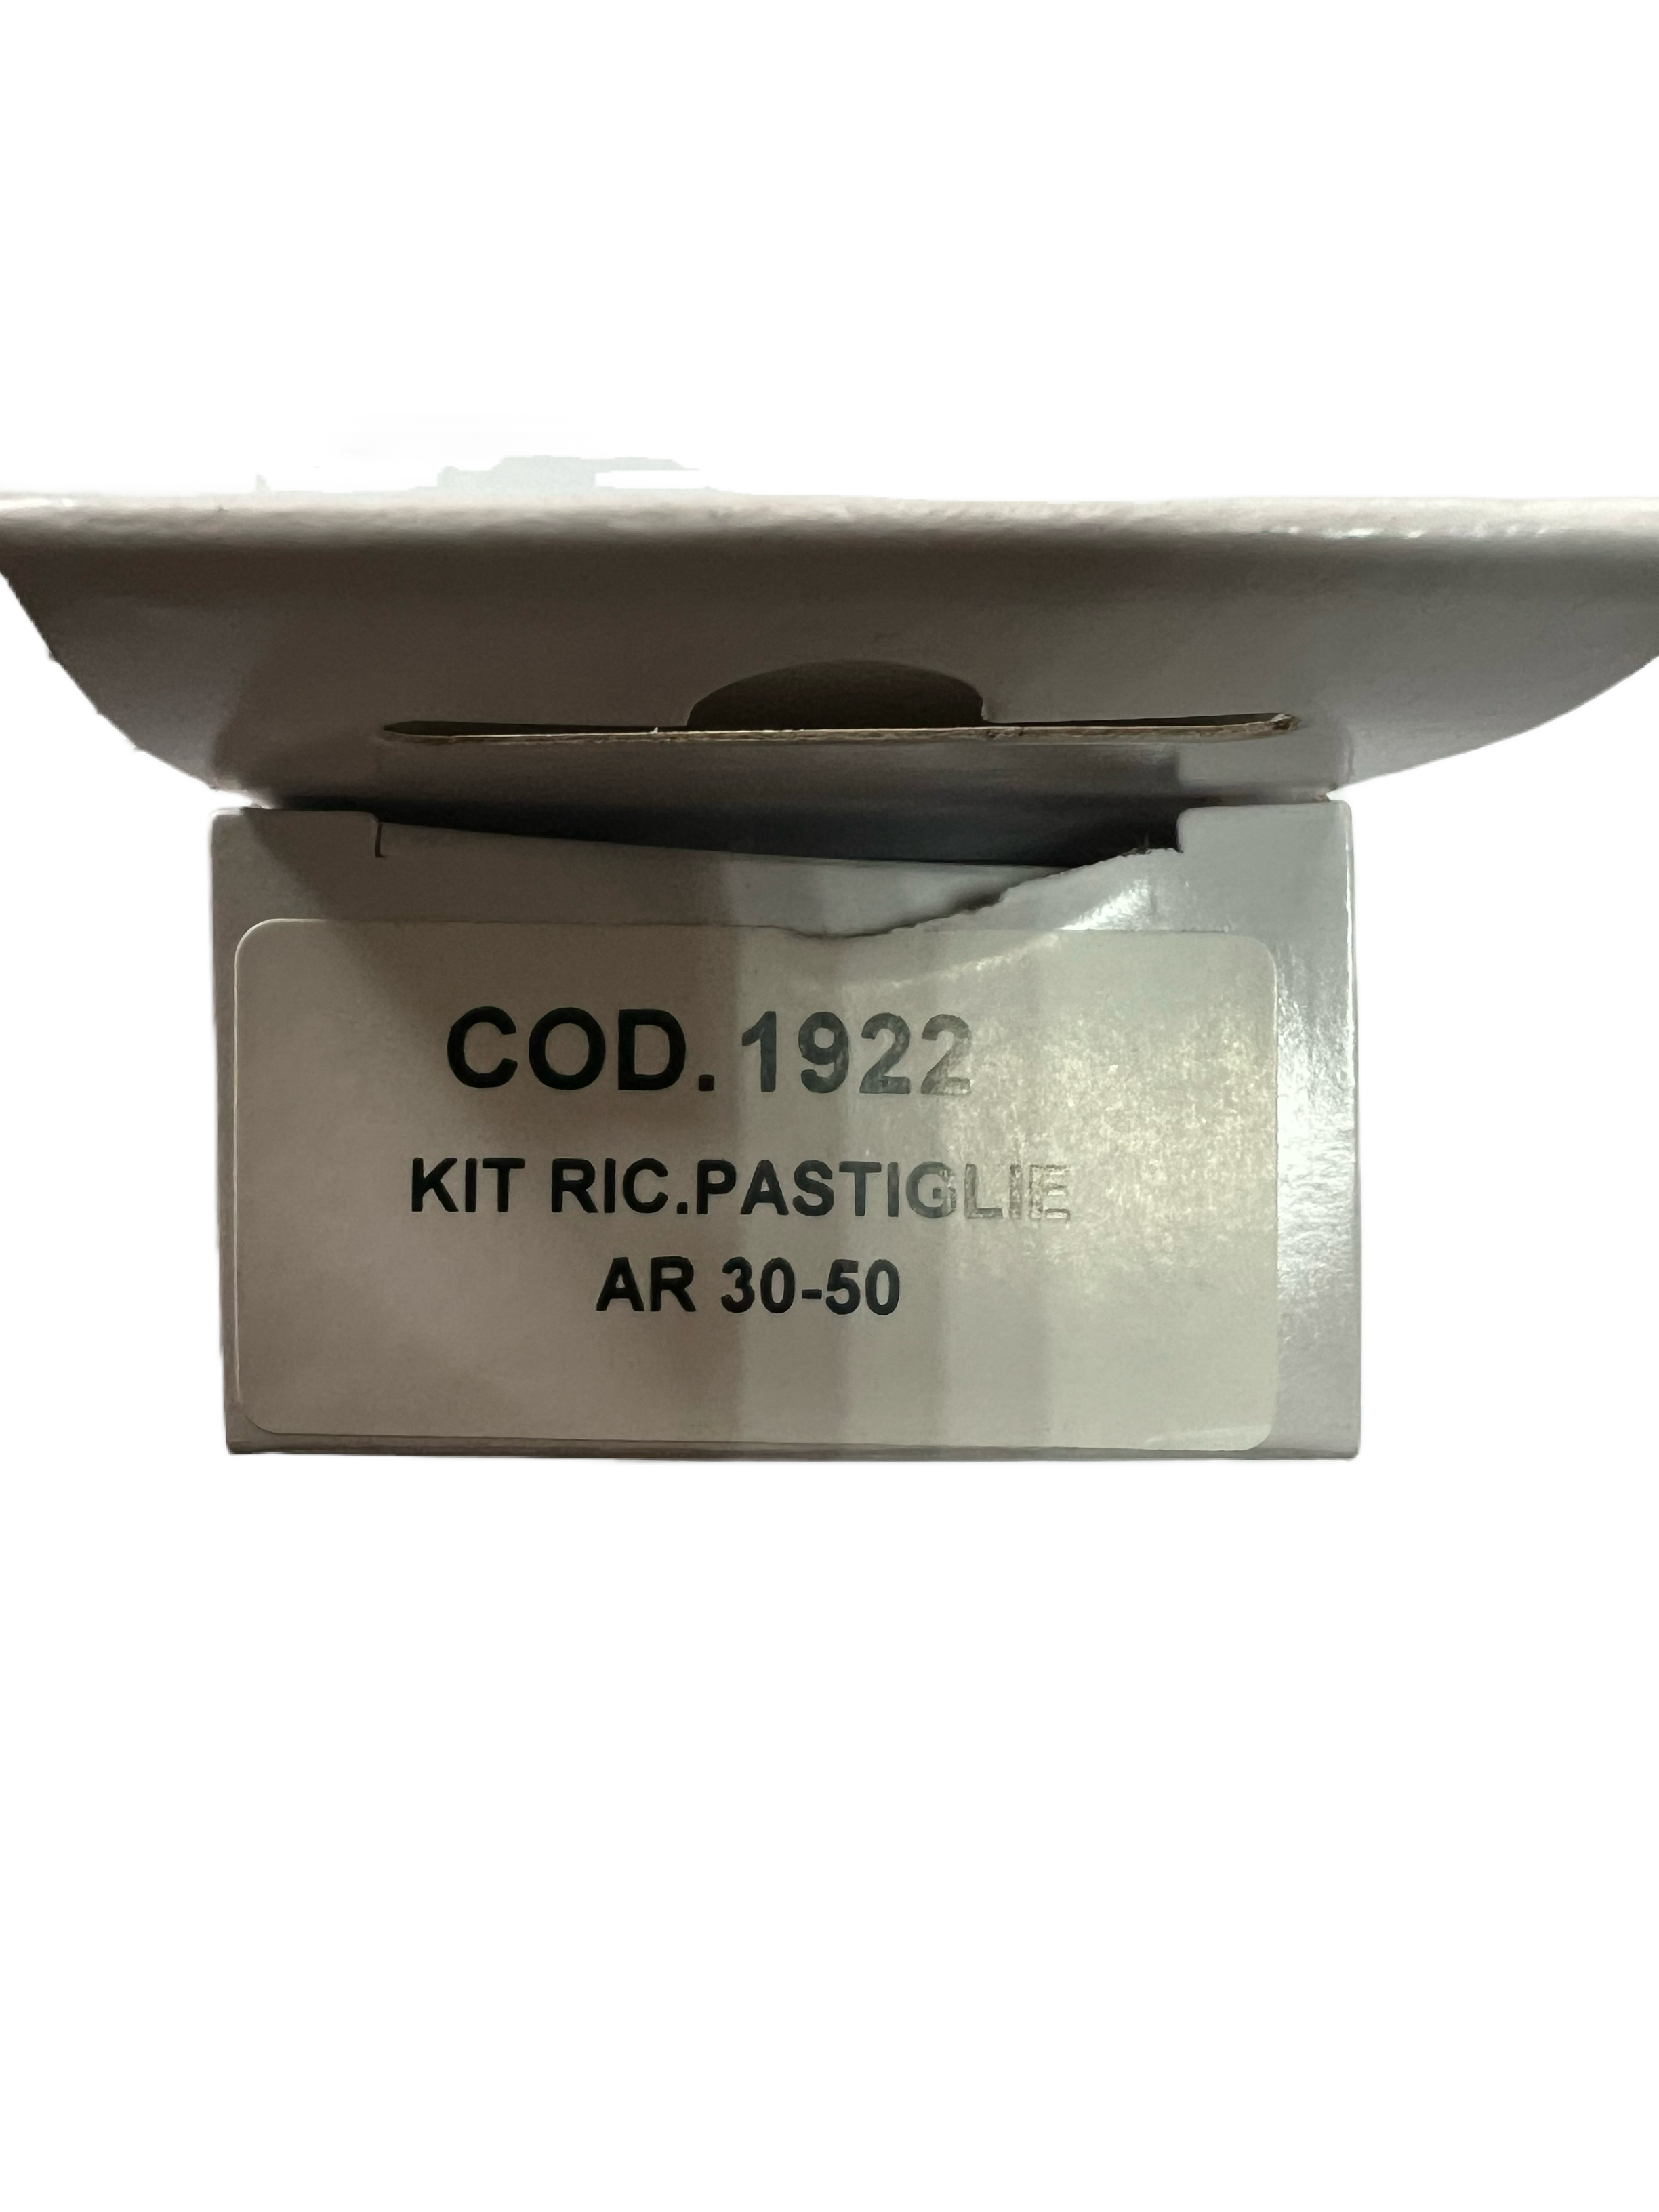 COD. 1922
KIT RIC.PASTIGLIE
AR 30-50